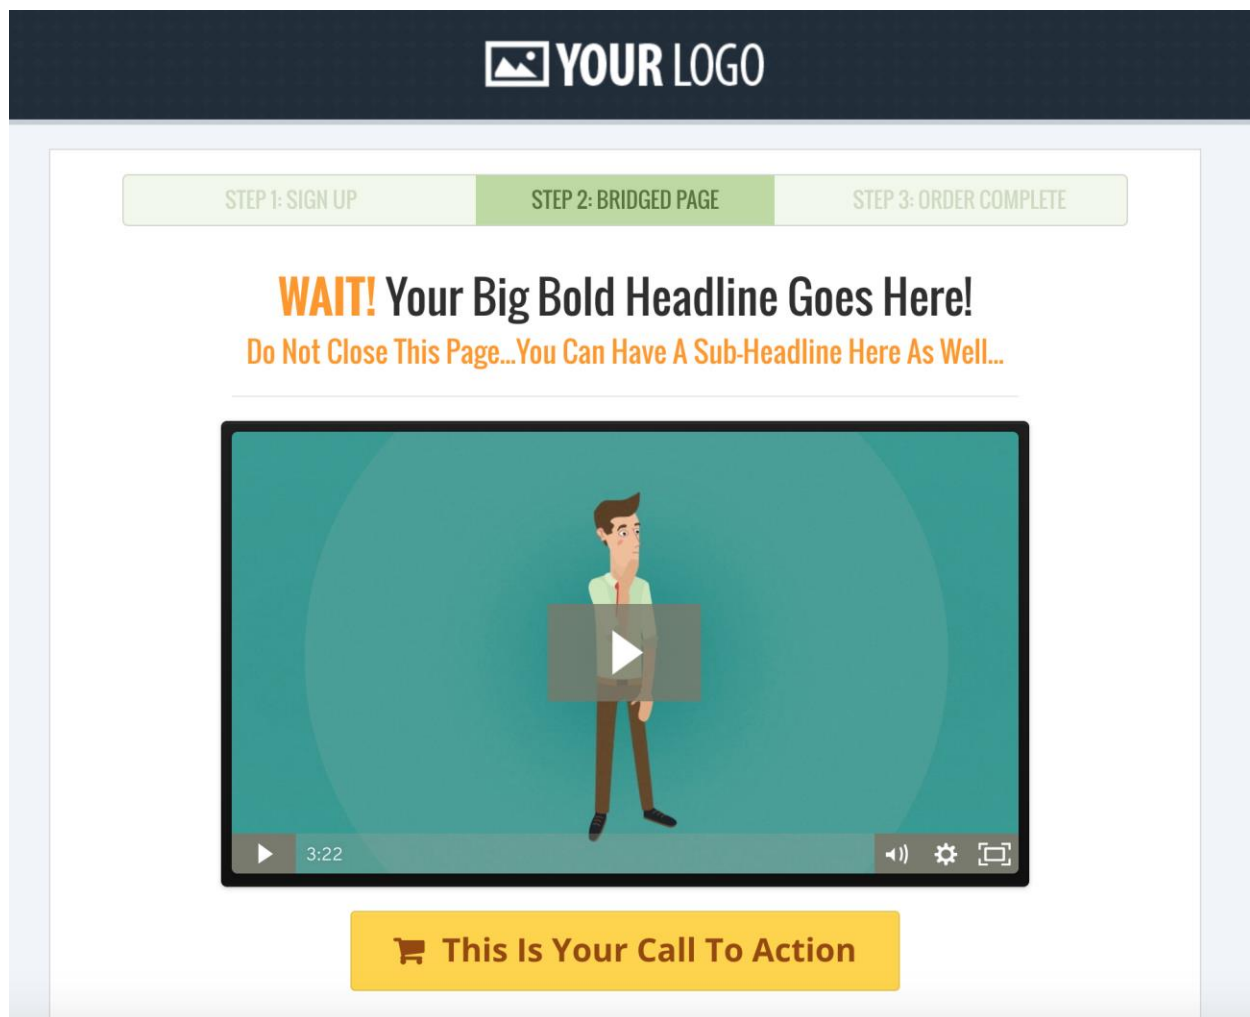 YOUR LOGO
STEP 1: SIGN UP
STEP 2: BRIDGED PAGE
STEP 3: ORDER COMPLETE
WAIT! Your Big Bold Headline Goes Here!
Do Not Close This Page...You Can Have A Sub-Headline Here As Well...
3:22
This Is Your Call To Action